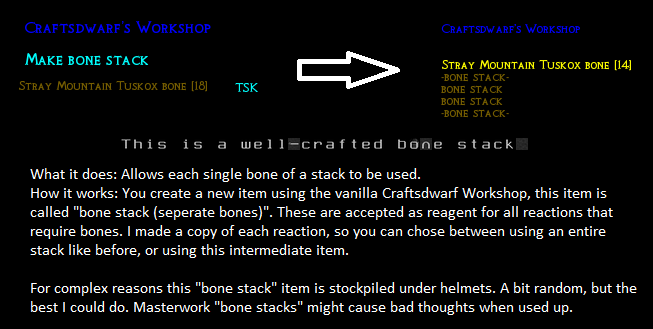 Craftsdwarf's Workshop
Make bone stack
Stray Mountain Tuskox bone [18] TSK
Craftsdwarf's Workshop
Stray Mountain Tuskox bone [14]
-bone stack-
bone stack
bone stack
-bone stack-
This is a well-crafted bone stack
What it does: Allows each single bone of a stack to be used.
How it works: You create a new item using the vanilla Craftsdwarf Workshop, this item is
called "bone stack (seperate bones)". These are accepted as reagent for all reactions that
require bones. I made a copy of each reaction, so you can chose between using an entire
stack like before, or using this intermediate item.
For complex reasons this "bone stack" item is stockpiled under helmets. A bit random, but the
best I could do. Masterwork "bone stacks" might cause bad thoughts when used up.